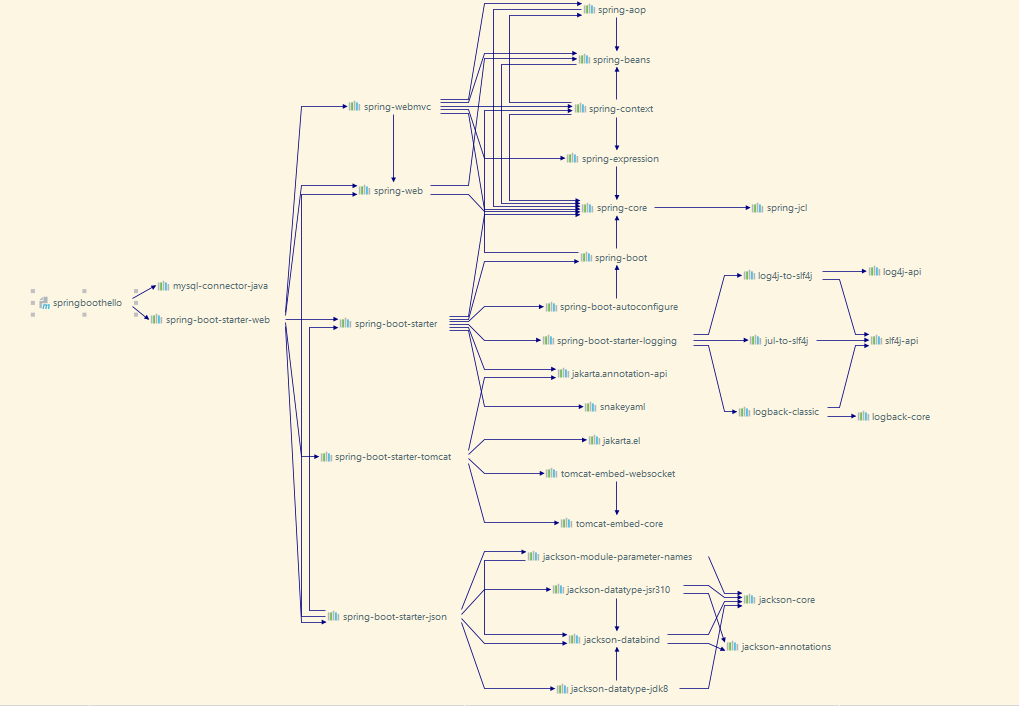 spring-aop
spring-beans
spring-webmvc
spring-context
spring-expression
spring-web
spring-core
spring-jcl
spring-boot
log4j-to-slf4j
log4j-api
mysql-connector-java
springboothello
spring-boot-autoconfigure
spring-boot-starter-web
spring-boot-starter
spring-boot-starter-logging
jul-to-slf4j
slf4j-api
jakarta.annotation-api
snakeyaml
logback-classic
logback-core
jakarta.el
spring-boot-starter-tomcat
tomcat-embed-websocket
tomcat-embed-core
jackson-module-parameter-names
jackson-datatype-jsr310
jackson-core
spring-boot-starter-json
jackson-databind
jackson-annotations
jackson-datatype-jdk8